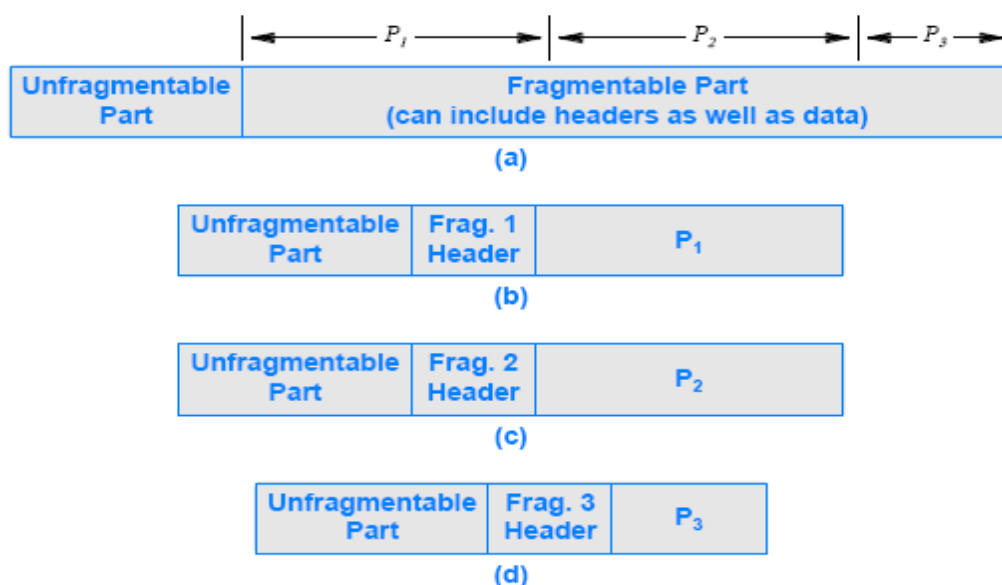 P1 P2 P3
Unfragmentable Part
Fragmentable Part
(can include headers as well as data)
(a)
Unfragmentable Part
Frag. 1 Header
P1
(b)
Unfragmentable Part
Frag. 2 Header
P2
(c)
Unfragmentable Part
Frag. 3 Header
P3
(d)